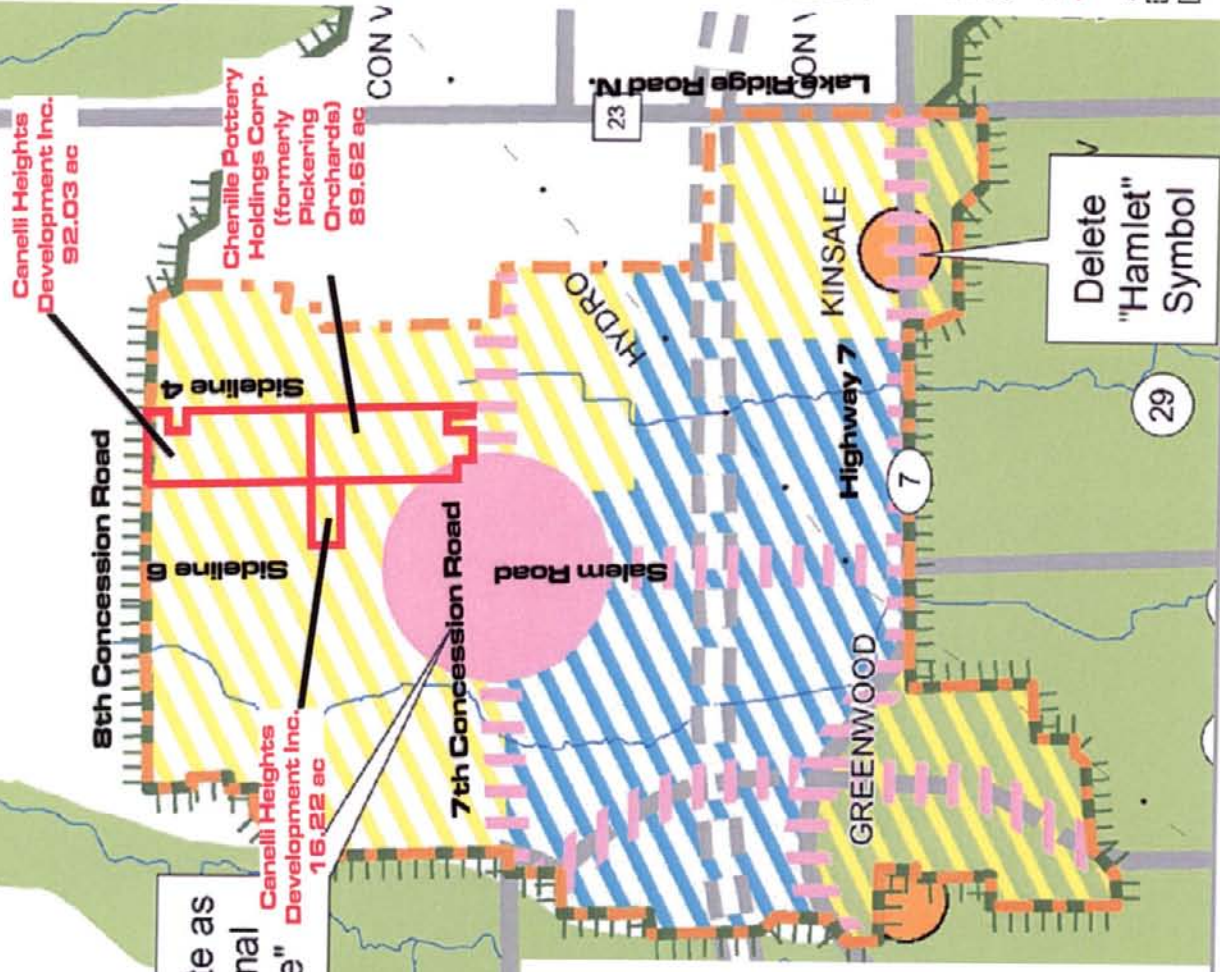 Canelli Heights
Development Inc.
92.03 ac
Chenille Pottery
Holdings Corp.
(formerly
Pickering
Orchards)
89.62 ac
CON V
Lake Ridge Road N.
CON V
23
8th Concession Road
Sideline 4
Sideline 6
HYDRO
KINSALE
Delete
"Hamlet"
Symbol
7th Concession Road
Salem Road
Highway 7
7
29
Canelli Heights
Development Inc.
16.22 ac
GREENWOOD
te as
nal
e"